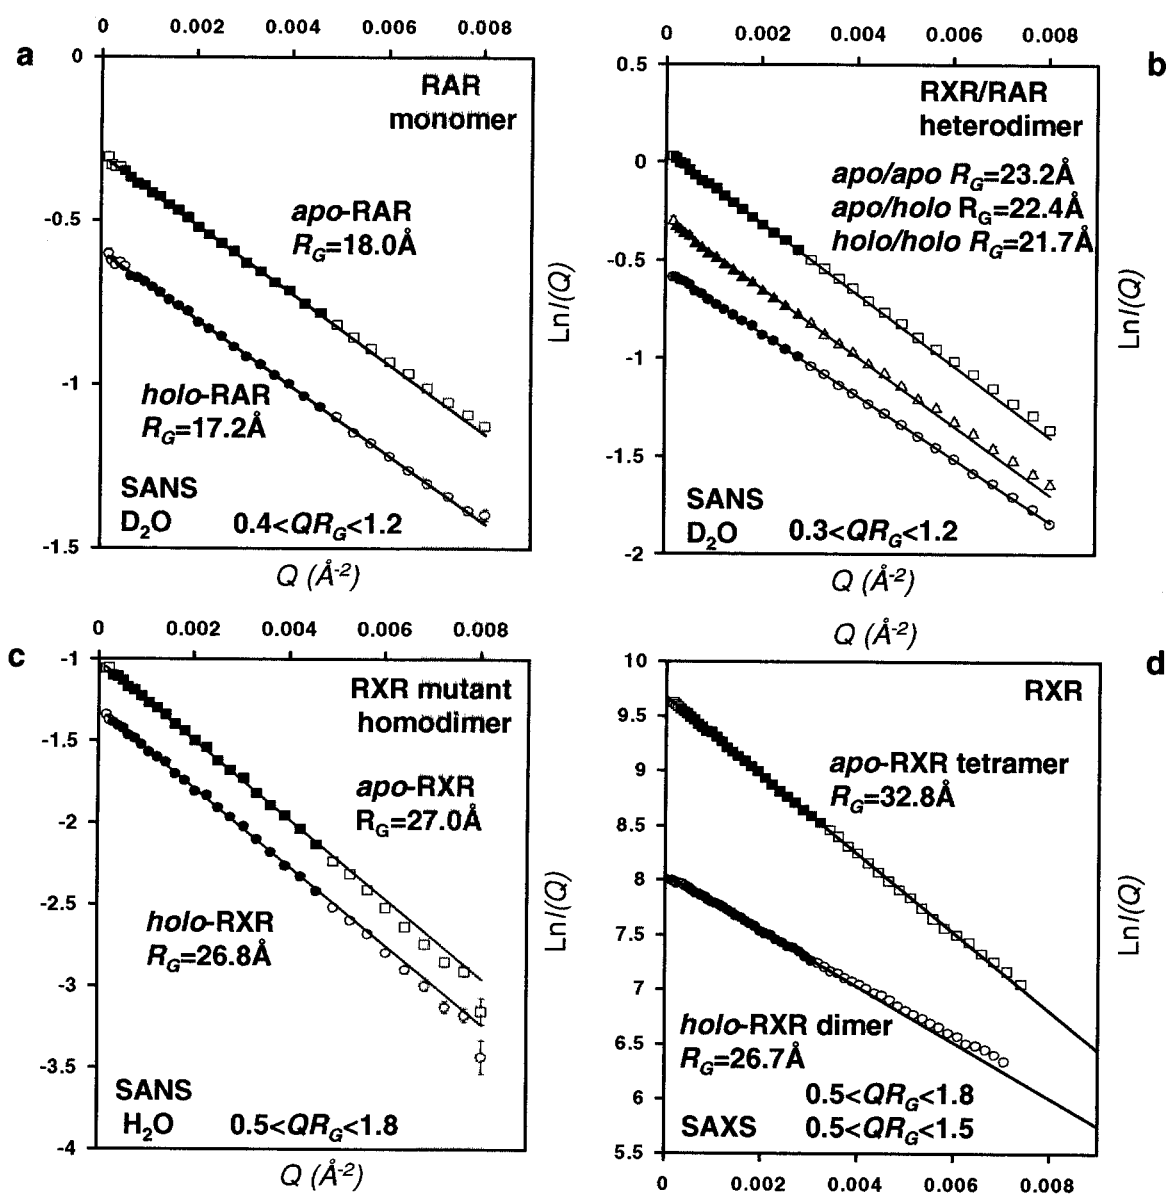 a
0 0.002 0.004 0.006 0.008
0
-0.5
-1
-1.5
RAR
monomer
apo-RAR
R_G=18.0Å
holo-RAR
R_G=17.2Å
SANS
D₂O 0.4<QR_G<1.2
Q (Å⁻²)
LnI(Q)
b
0 0.002 0.004 0.006 0.008
0.5
0
-0.5
-1
-1.5
-2
RXR/RAR
heterodimer
apo/apo R_G=23.2Å
apo/holo R_G=22.4Å
holo/holo R_G=21.7Å
SANS
D₂O 0.3<QR_G<1.2
Q (Å⁻²)
LnI(Q)
c
0 0.002 0.004 0.006 0.008
-1
-1.5
-2
-2.5
-3
-3.5
-4
RXR mutant
homodimer
apo-RXR
R_G=27.0Å
holo-RXR
R_G=26.8Å
SANS
H₂O 0.5<QR_G<1.8
Q (Å⁻²)
LnI(Q)
Q (Å⁻²)
d
10
9.5
9
8.5
8
7.5
7
6.5
6
5.5
RXR
apo-RXR tetramer
R_G=32.8Å
holo-RXR dimer
R_G=26.7Å
0.5<QR_G<1.8
SAXS 0.5<QR_G<1.5
0 0.002 0.004 0.006 0.008
LnI(Q)